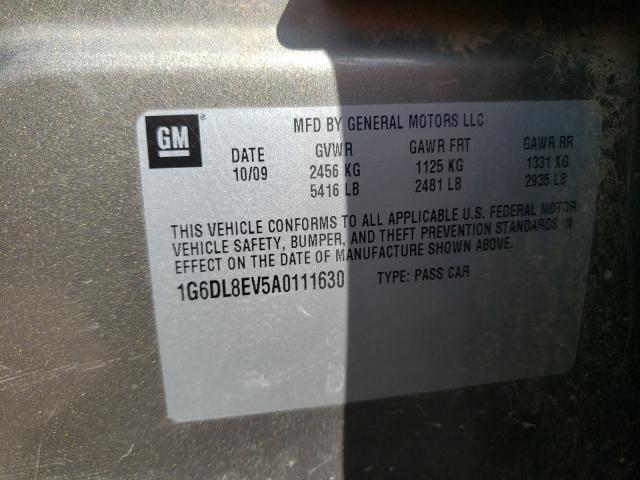 GM ®
MFD BY GENERAL MOTORS LLC
DATE GVWR GAWR FRT GAWR RR
10/09 2456 KG 1125 KG 1331 KG
5416 LB 2481 LB 2935 LB
THIS VEHICLE CONFORMS TO ALL APPLICABLE U.S. FEDERAL MOTOR
VEHICLE SAFETY, BUMPER, AND THEFT PREVENTION STANDARDS IN
EFFECT ON THE DATE OF MANUFACTURE SHOWN ABOVE.
1G6DL8EV5A0111630 TYPE: PASS CAR